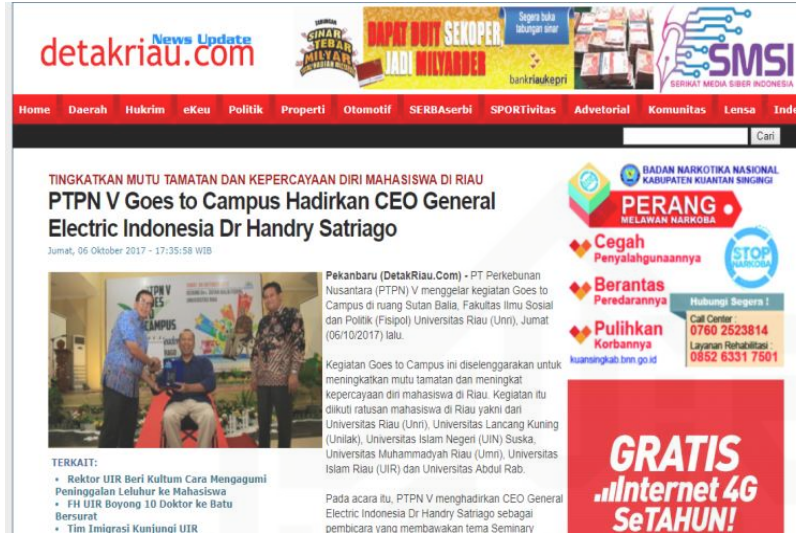 detakriau.com
News Update
TABUNGAN
SINAR
TEBAR
MILYAR
DAPAT DUIT SEKOPER,
JADI MILYARDER
Segera buka
tabungan sinar
bankriaukepri
SMSI
SERIKAT MEDIA SIBER INDONESIA
Home Daerah Hukrim eKeu Politik Properti Otomotif SERBAserbi SPORTivitas Advetorial Komunitas Lensa Inde
Cari
TINGKATKAN MUTU TAMATAN DAN KEPERCAYAAN DIRI MAHASISWA DI RIAU
PTPN V Goes to Campus Hadirkan CEO General
Electric Indonesia Dr Handry Satriago
Jumat, 06 Oktober 2017 - 17:35:58 WIB
PTPN V
GOES
CAMPUS
Pekanbaru (DetakRiau.Com) - PT Perkebunan
Nusantara (PTPN) V menggelar kegiatan Goes to
Campus di ruang Sutan Balia, Fakultas Ilmu Sosial
dan Politik (Fisipol) Universitas Riau (Unri), Jumat
(06/10/2017) lalu.
Kegiatan Goes to Campus ini diselenggarakan untuk
meningkatkan mutu tamatan dan meningkat
kepercayaan diri mahasiswa di Riau. Kegiatan itu
diikuti ratusan mahasiswa di Riau yakni dari
Universitas Riau (Unri), Universitas Lancang Kuning
(Unilak), Universitas Islam Negeri (UIN) Suska,
Universitas Muhammadyah Riau (Umri), Universitas
Islam Riau (UIR) dan Universitas Abdul Rab.
Pada acara itu, PTPN V menghadirkan CEO General
Electric Indonesia Dr Handry Satriago sebagai
pembicara yang membawakan tema Seminary
TERKAIT:
• Rektor UIR Beri Kultum Cara Mengagumi
Peninggalan Leluhur ke Mahasiswa
• FH UIR Boyong 10 Doktor ke Batu
Bersurat
• Tim Imigrasi Kunjungi UIR
BADAN NARKOTIKA NASIONAL
KABUPATEN KUANTAN SINGINGI
PERANG
MELAWAN NARKOBA
Cegah
Penyalahgunaannya
STOP
NARKOBA
Berantas
Peredarannya
Pulihkan
Korbannya
kuansingkab.bnn.go.id
Hubungi Segera !
Call Center :
0760 2523814
Layanan Rehabilitasi :
0852 6331 7501
GRATIS
Internet 4G
SeTAHUN!